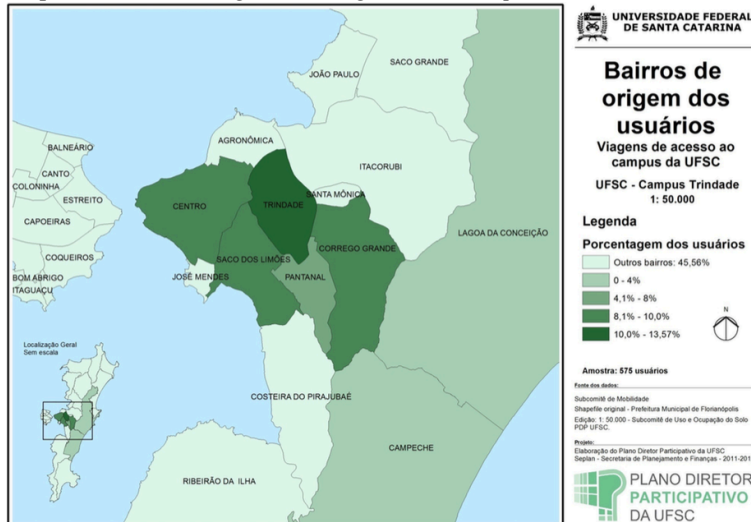 JOÃO PAULO
SACO GRANDE
AGRONÔMICA
ITACORUBI
BALNEÁRIO
CANTO
COLONINHA
ESTREITO
CAPOEIRAS
COQUEIROS
BOM ABRIGO
ITAGUAÇU
CENTRO
TRINDADE
SANTA MÔNICA
LAGOA DA CONCEIÇÃO
SACO DOS LIMÕES
CORREGO GRANDE
JOSÉ MENDES
PANTANAL
COSTEIRA DO PIRAJUBAÉ
CAMPECHE
RIBEIRÃO DA ILHA
Localização Geral
Sem escala
UNIVERSIDADE FEDERAL
DE SANTA CATARINA
Bairros de
origem dos
usuários
Viagens de acesso ao
campus da UFSC
UFSC - Campus Trindade
1: 50.000
Legenda
Porcentagem dos usuários
Outros bairros: 45,56%
0 - 4%
4,1% - 8%
8,1% - 10,0%
10,0% - 13,57%
N
Amostra: 575 usuários
Fonte dos dados:
Subcomitê de Mobilidade
Shapefile original - Prefeitura Municipal de Florianópolis
Edição: 1: 50.000 - Subcomitê de Uso e Ocupação do Solo
PDP UFSC.
Projeto:
Elaboração do Plano Diretor Participativo da UFSC
Seplan - Secretaria de Planejamento e Finanças - 2011-201
PLANO DIRETOR
PARTICIPATIVO
DA UFSC